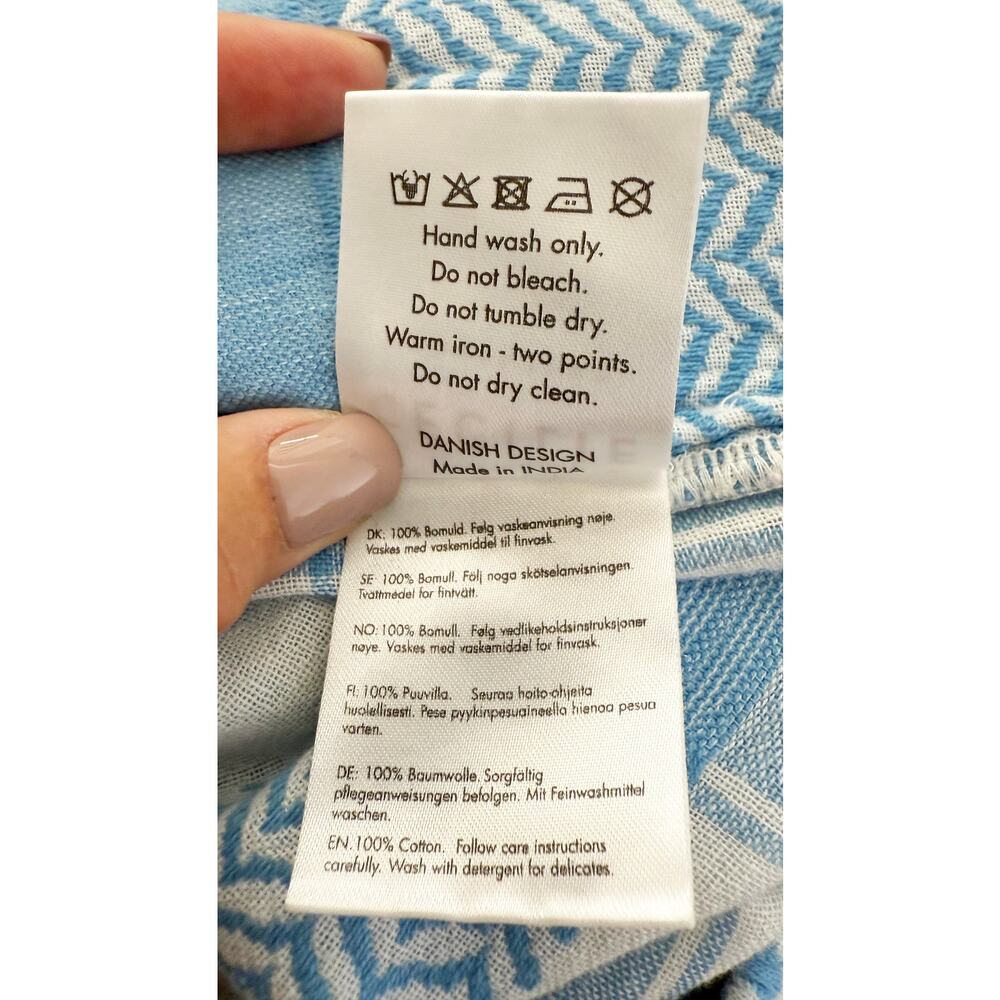 Hand wash only.
Do not bleach.
Do not tumble dry.
Warm iron - two points.
Do not dry clean.
DANISH DESIGN
Made in INDIA
DK: 100% Bomuld. Følg vaskeanvisning nøje.
Vaskes med vaskemiddel til finvask.
SE: 100% Bomull. Följ noga skötselanvisningen.
Tvättmedel for fintvätt.
NO: 100% Bomull. Følg vedlikeholdsinstruksjoner
nøye. Vaskes med vaskemiddel for finvask.
FI: 100% Puuvilla. Seuraa hoito-ohjeita
huolellisesti. Pese pyykinpesuaineella hienoa pesua
varten.
DE: 100% Baumwolle. Sorgfältig
pflegeanweisungen befolgen. Mit Feinwashmittel
waschen.
EN. 100% Cotton. Follow care instructions
carefully. Wash with detergent for delicates.